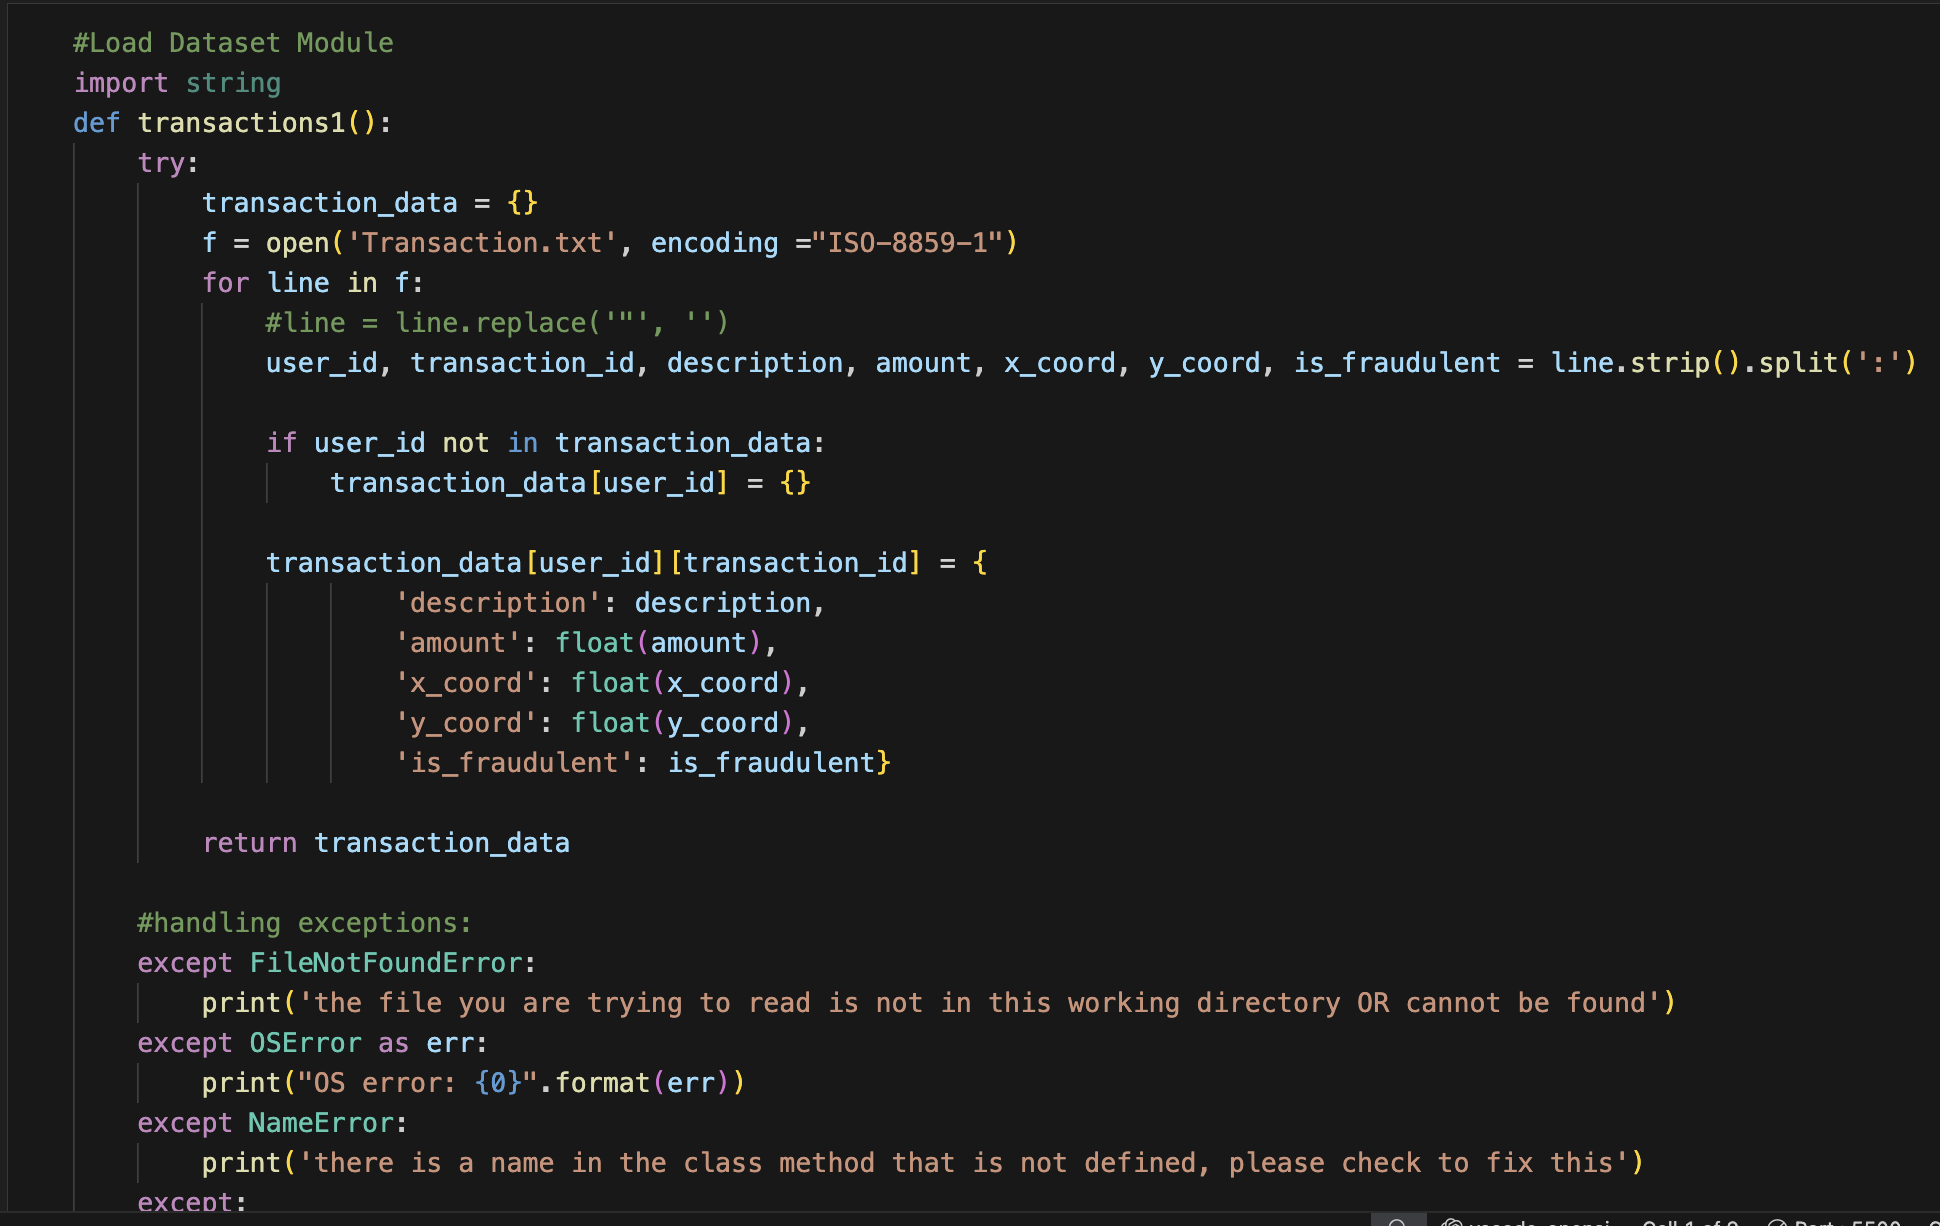 #Load Dataset Module
import string
def transactions1():
try:
transaction_data = {}
f = open('Transaction.txt', encoding ="ISO-8859-1")
for line in f:
#line = line.replace('"', '')
user_id, transaction_id, description, amount, x_coord, y_coord, is_fraudulent = line.strip().split(':')
if user_id not in transaction_data:
transaction_data[user_id] = {}
transaction_data[user_id][transaction_id] = {
'description': description,
'amount': float(amount),
'x_coord': float(x_coord),
'y_coord': float(y_coord),
'is_fraudulent': is_fraudulent}
return transaction_data
#handling exceptions:
except FileNotFoundError:
print('the file you are trying to read is not in this working directory OR cannot be found')
except OSError as err:
print("OS error: {0}".format(err))
except NameError:
print('there is a name in the class method that is not defined, please check to fix this')
except: